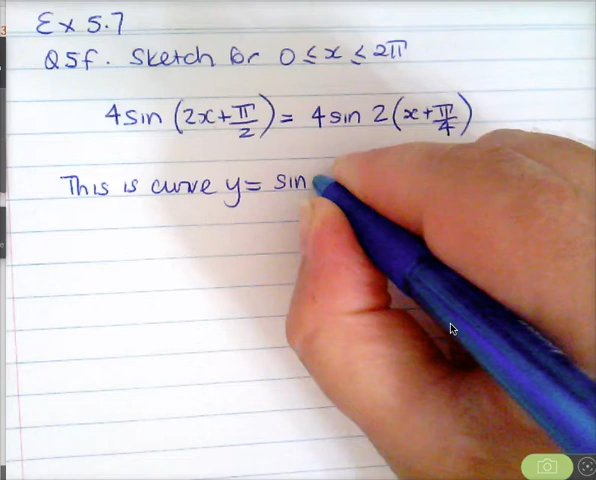 Ex 5.7
Q5f. Sketch for 0 ≤ x ≤ 2π
4sin (2x+π/2) = 4sin 2(x+π/4)
This is curve y= sin